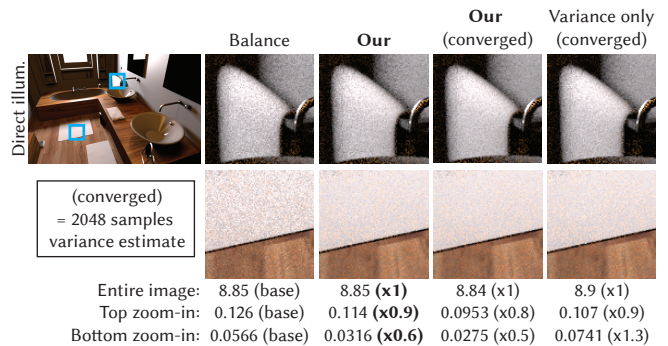 Balance
Our
Our
(converged)
Variance only
(converged)
Direct illum.
(converged)
= 2048 samples
variance estimate
Entire image: 8.85 (base) 8.85 (x1) 8.84 (x1) 8.9 (x1)
Top zoom-in: 0.126 (base) 0.114 (x0.9) 0.0953 (x0.8) 0.107 (x0.9)
Bottom zoom-in: 0.0566 (base) 0.0316 (x0.6) 0.0275 (x0.5) 0.0741 (x1.3)